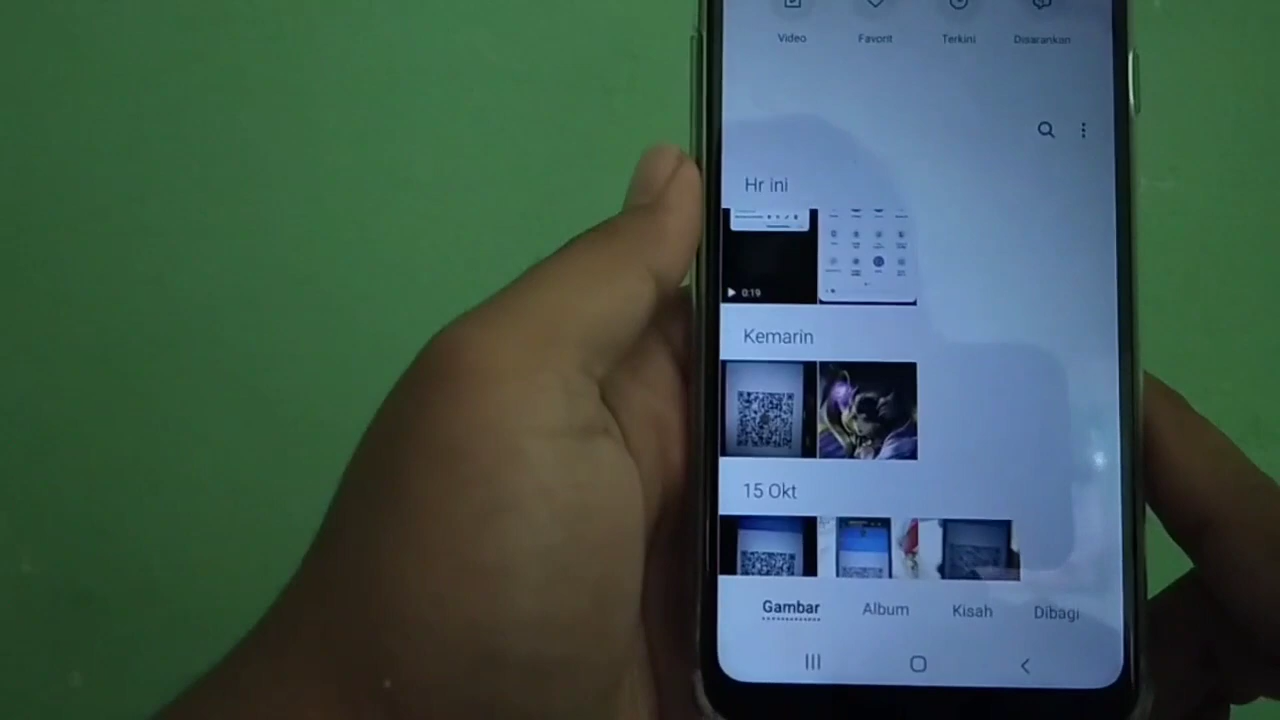 Video Favorit Terkini Disarankan
Hr ini
0:19
Kemarin
15 Okt
Gambar Album Kisah Dibagi